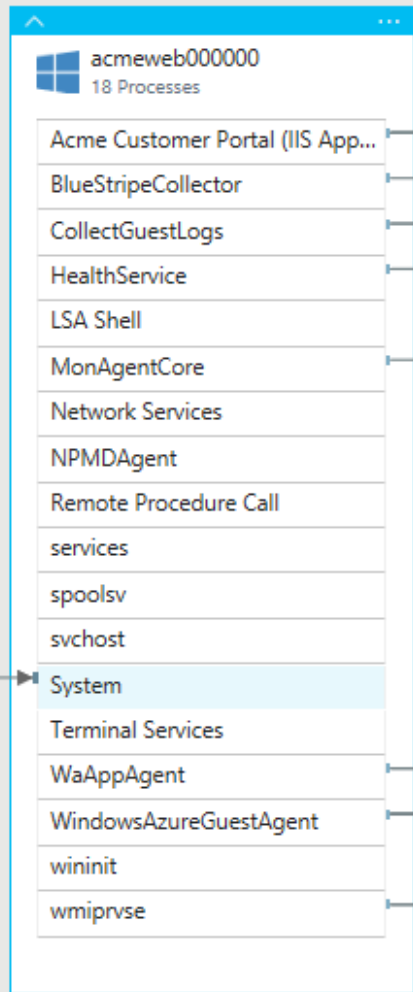 acmeweb000000
18 Processes
Acme Customer Portal (IIS App...
BlueStripeCollector
CollectGuestLogs
HealthService
LSA Shell
MonAgentCore
Network Services
NPMDAgent
Remote Procedure Call
services
spoolsv
svchost
System
Terminal Services
WaAppAgent
WindowsAzureGuestAgent
wininit
wmiprvse